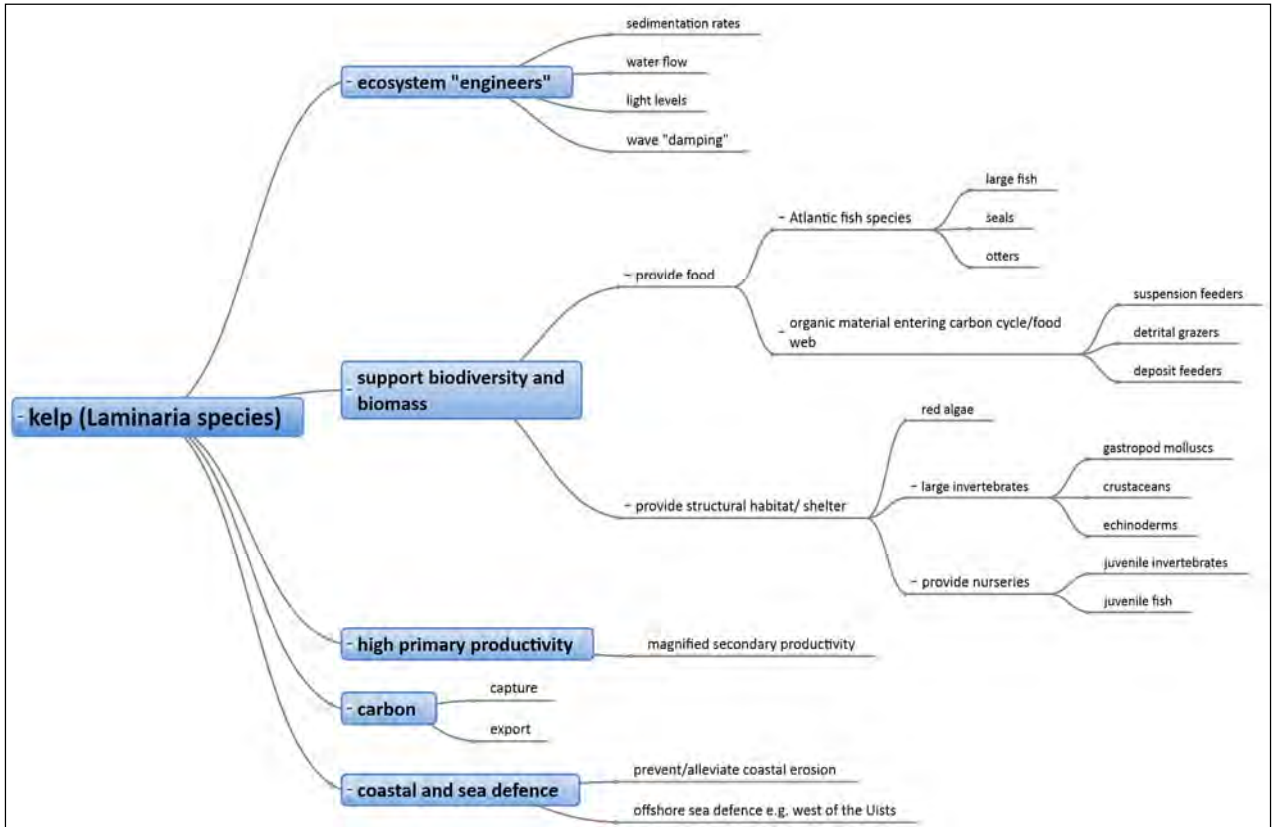 kelp (Laminaria species)
ecosystem "engineers"
sedimentation rates
water flow
light levels
wave "damping"
support biodiversity and
biomass
provide food
Atlantic fish species
large fish
seals
otters
organic material entering carbon cycle/food
web
suspension feeders
detrital grazers
deposit feeders
provide structural habitat/ shelter
red algae
large invertebrates
gastropod molluscs
crustaceans
echinoderms
provide nurseries
juvenile invertebrates
juvenile fish
high primary productivity
magnified secondary productivity
carbon
capture
export
coastal and sea defence
prevent/alleviate coastal erosion
offshore sea defence e.g. west of the Uists